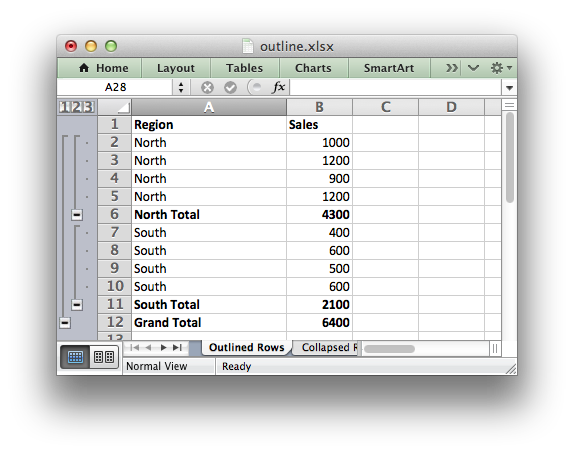 outline.xlsx
Home Layout Tables Charts SmartArt
A28 fx
1 2 3 A B C D
1 Region Sales
2 North 1000
3 North 1200
4 North 900
5 North 1200
6 North Total 4300
7 South 400
8 South 600
9 South 500
10 South 600
11 South Total 2100
12 Grand Total 6400
13
Outlined Rows Collapsed R
Normal View Ready